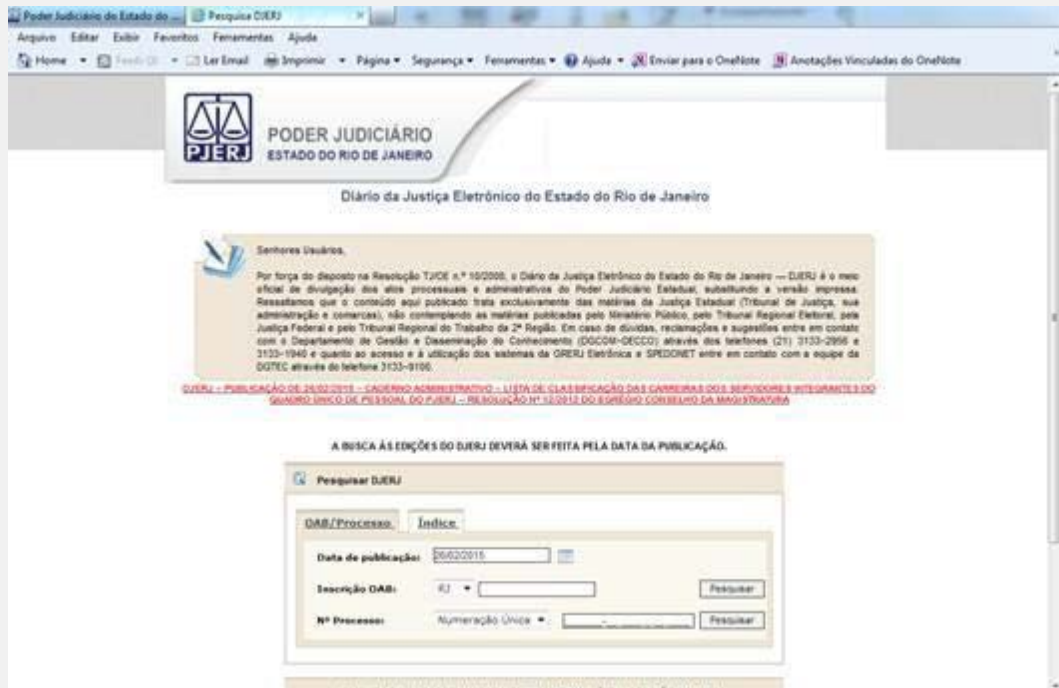 Poder Judiciário do Estado do ...
Pesquisa DJERJ
Arquivo Editar Exibir Favoritos Ferramentas Ajuda
Home Feeds Ler Email Imprimir Página Segurança Ferramentas Ajuda Enviar para o OneNote Anotações Vinculadas do OneNote
PJERJ
PODER JUDICIÁRIO
ESTADO DO RIO DE JANEIRO
Diário da Justiça Eletrônico do Estado do Rio de Janeiro
Senhores Usuários,
Por força do disposto na Resolução TJ/OE n.º 10/2008, o Diário da Justiça Eletrônico do Estado do Rio de Janeiro — DJERJ é o meio
oficial de divulgação dos atos processuais e administrativos do Poder Judiciário Estadual, substituindo a versão impressa.
Ressaltamos que o conteúdo aqui publicado trata exclusivamente das matérias da Justiça Estadual (Tribunal de Justiça, sua
administração e comarcas), não contemplando as matérias publicadas pelo Ministério Público, pelo Tribunal Regional Eleitoral, pela
Justiça Federal e pelo Tribunal Regional do Trabalho da 2ª Região. Em caso de dúvidas, reclamações e sugestões entre em contato
com o Departamento de Gestão e Disseminação do Conhecimento (DGCOM-DECCO) através dos telefones (21) 3133-2956 e
3133-1940 e quanto ao acesso e à utilização dos sistemas da GRERJ Eletrônica e SPEDONET entre em contato com a equipe da
DGTEC através do telefone 3133-9100.
DJERJ – PUBLICAÇÃO DE 26/02/2015 – CADERNO ADMINISTRATIVO – LISTA DE CLASSIFICAÇÃO DAS CARREIRAS DOS SERVIDORES INTEGRANTES DO
QUADRO ÚNICO DE PESSOAL DO PJERJ – RESOLUÇÃO Nº 12/2012 DO EGRÉGIO CONSELHO DA MAGISTRATURA
A BUSCA ÀS EDIÇÕES DO DJERJ DEVERÁ SER FEITA PELA DATA DA PUBLICAÇÃO.
Pesquisar DJERJ
OAB/Processo Índice
Data de publicação: 26/02/2015
Inscrição OAB: RJ Pesquisar
Nº Processo: Numeração Única Pesquisar